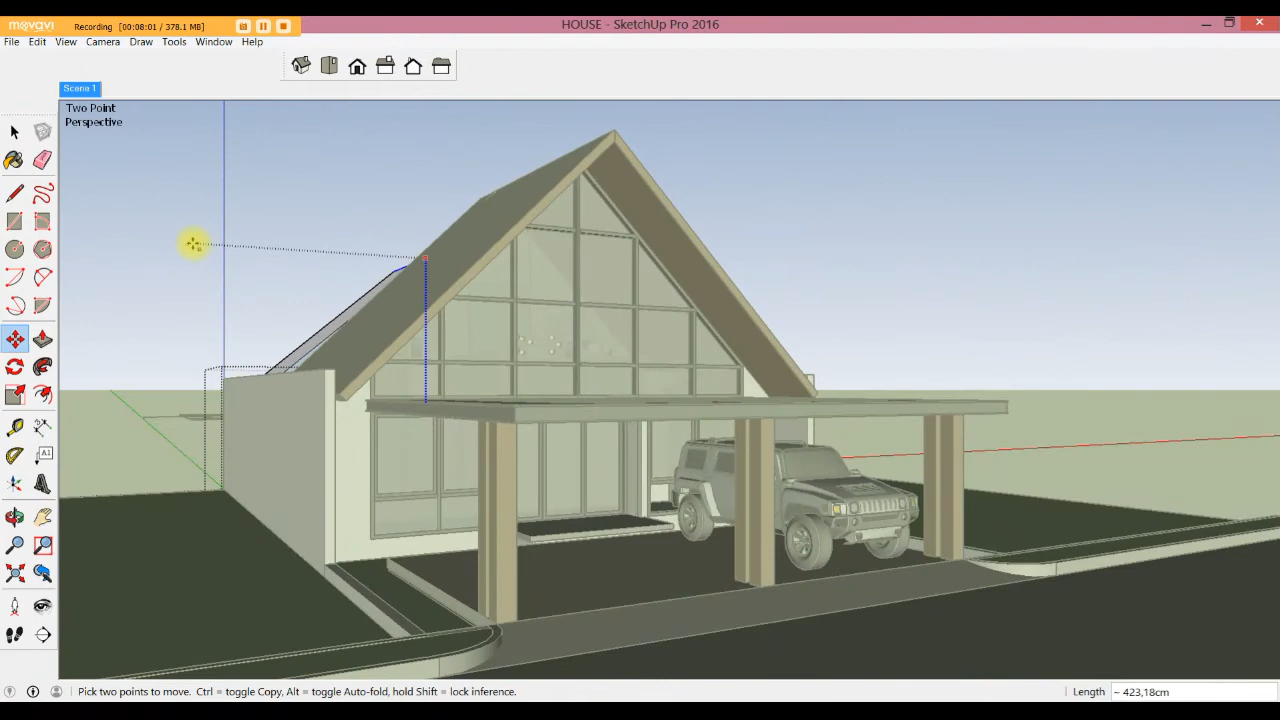 movavi
Recording [00:08:01 / 378.1 MB]
HOUSE - SketchUp Pro 2016
File Edit View Camera Draw Tools Window Help
Scene 1
Two Point
Perspective
A1
Pick two points to move. Ctrl = toggle Copy, Alt = toggle Auto-fold, hold Shift = lock inference.
Length ~ 423,18cm